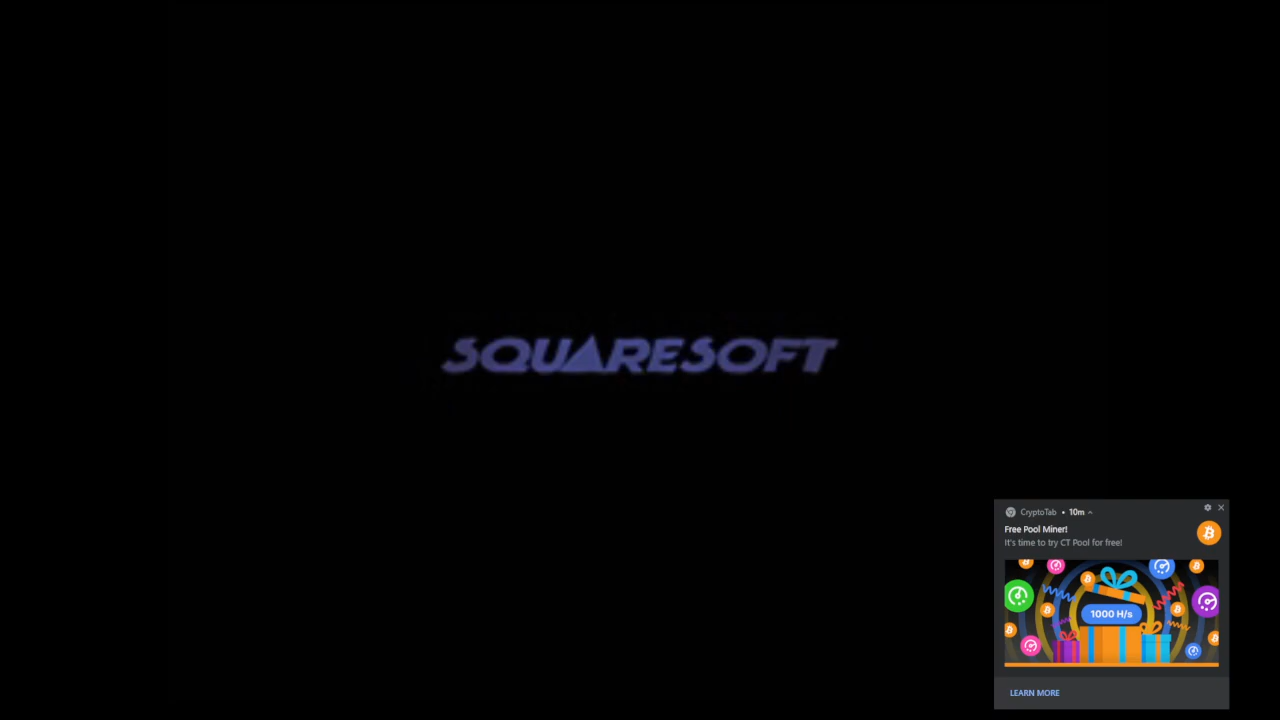 SQUARESOFT
CryptoTab • 10m
Free Pool Miner!
It's time to try CT Pool for free!
1000 H/s
LEARN MORE